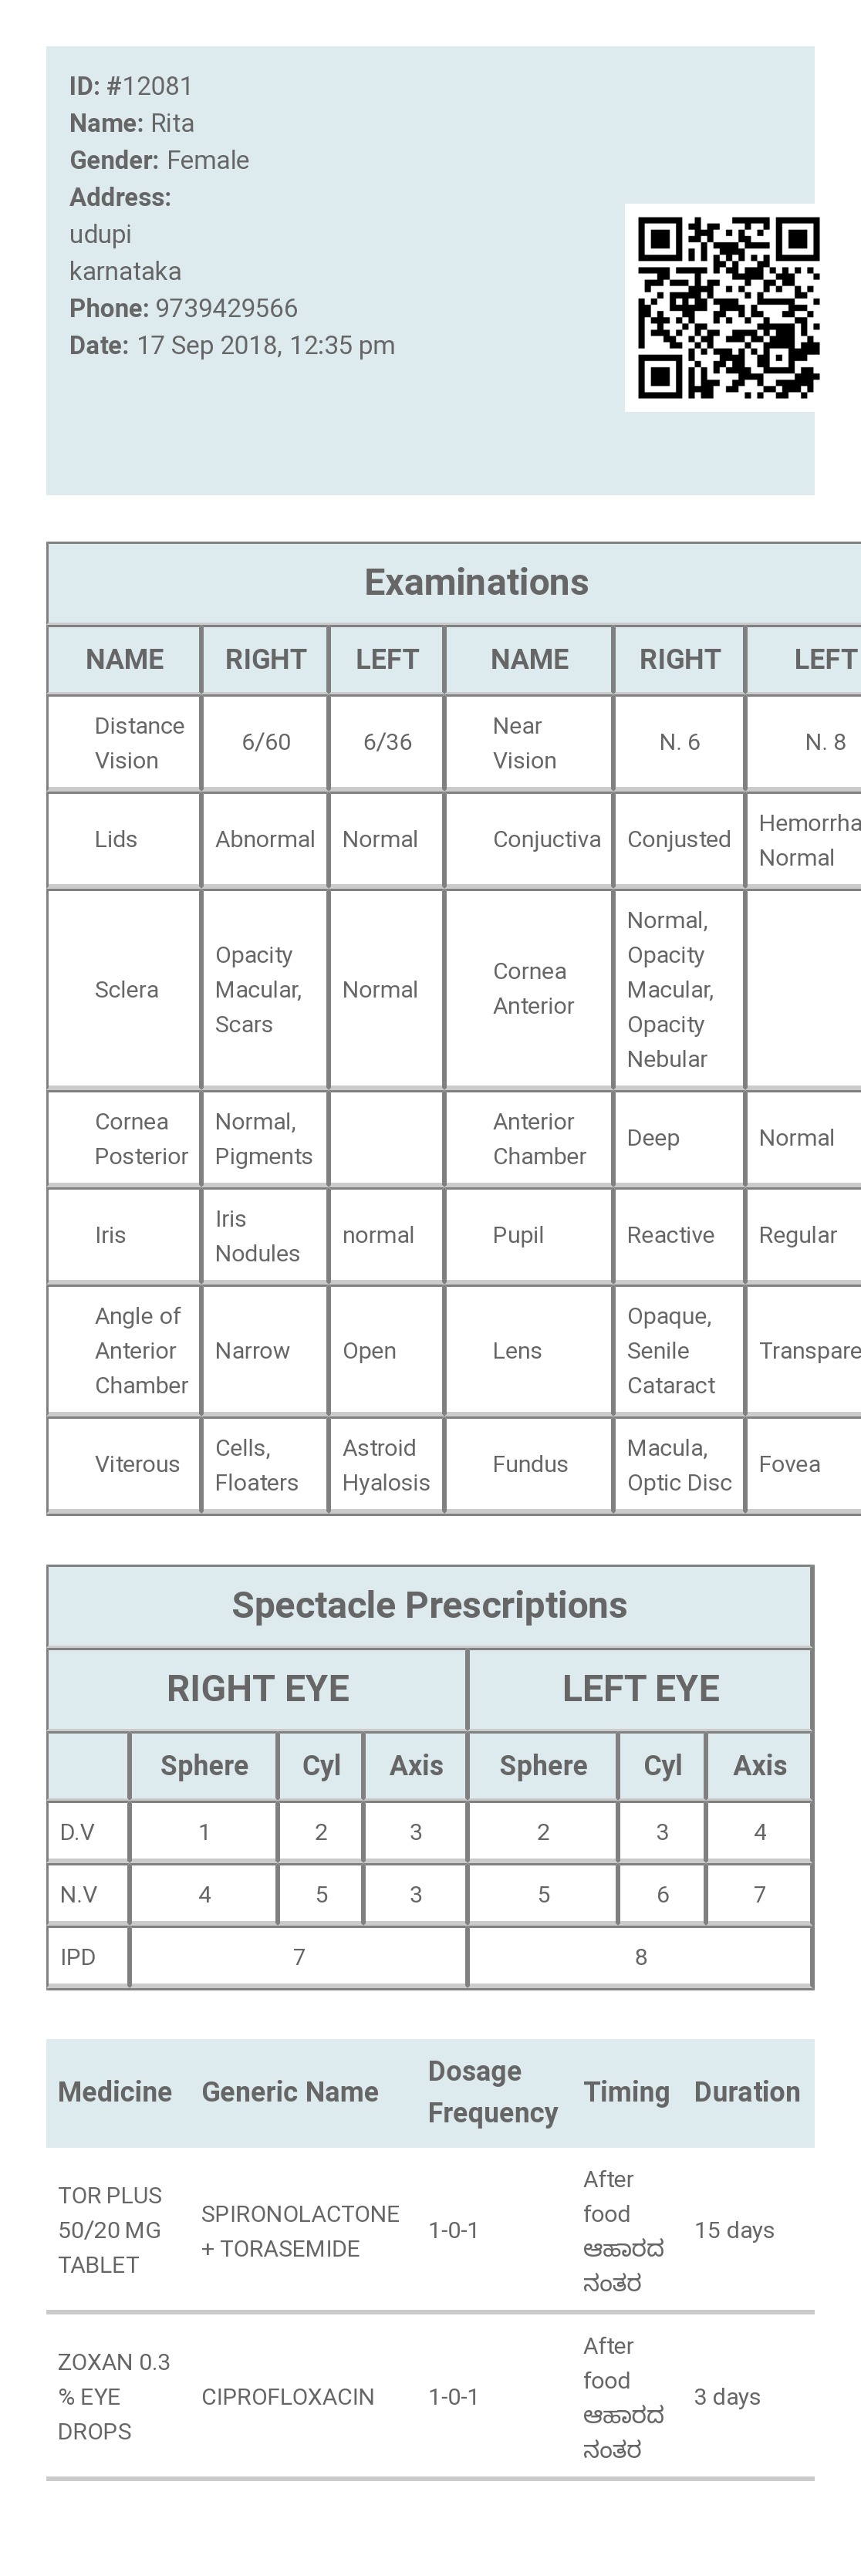 ID: #12081
Name: Rita
Gender: Female
Address:
udupi
karnataka
Phone: 9739429566
Date: 17 Sep 2018, 12:35 pm
Examinations
NAME RIGHT LEFT NAME RIGHT LEFT
Distance Vision 6/60 6/36 Near Vision N. 6 N. 8
Lids Abnormal Normal Conjuctiva Conjusted Hemorrha Normal
Sclera Opacity Macular, Scars Normal Cornea Anterior Normal, Opacity Macular, Opacity Nebular
Cornea Posterior Normal, Pigments Anterior Chamber Deep Normal
Iris Iris Nodules normal Pupil Reactive Regular
Angle of Anterior Chamber Narrow Open Lens Opaque, Senile Cataract Transpare
Viterous Cells, Floaters Astroid Hyalosis Fundus Macula, Optic Disc Fovea
Spectacle Prescriptions
RIGHT EYE LEFT EYE
Sphere Cyl Axis Sphere Cyl Axis
D.V 1 2 3 2 3 4
N.V 4 5 3 5 6 7
IPD 7 8
Medicine Generic Name Dosage Frequency Timing Duration
TOR PLUS 50/20 MG TABLET SPIRONOLACTONE + TORASEMIDE 1-0-1 After food ಆಹಾರದ ನಂತರ 15 days
ZOXAN 0.3 % EYE DROPS CIPROFLOXACIN 1-0-1 After food ಆಹಾರದ ನಂತರ 3 days